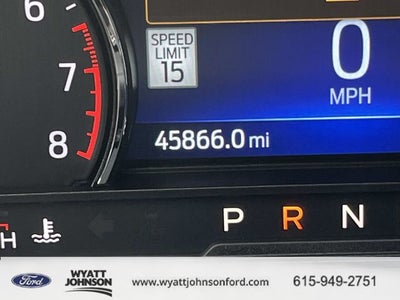 6
7
8
SPEED
LIMIT
15
0
MPH
45866.0 mi
H
P R N
Ford
WYATT
JOHNSON
www.wyattjohnsonford.com
615-949-2751